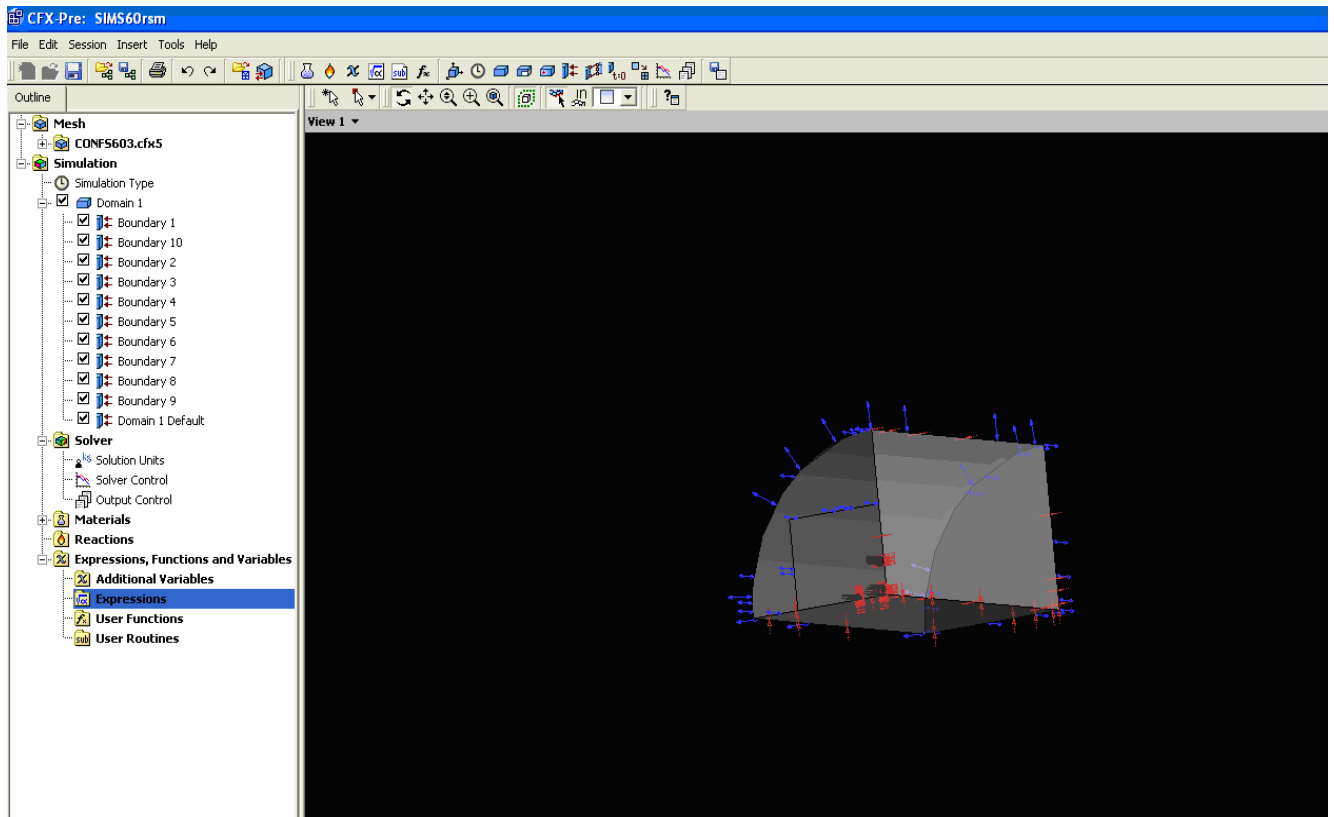 CFX-Pre: SIMS60rsm
File Edit Session Insert Tools Help
Outline
View 1
Mesh
CONFS603.cfx5
Simulation
Simulation Type
Domain 1
Boundary 1
Boundary 10
Boundary 2
Boundary 3
Boundary 4
Boundary 5
Boundary 6
Boundary 7
Boundary 8
Boundary 9
Domain 1 Default
Solver
Solution Units
Solver Control
Output Control
Materials
Reactions
Expressions, Functions and Variables
Additional Variables
Expressions
User Functions
User Routines